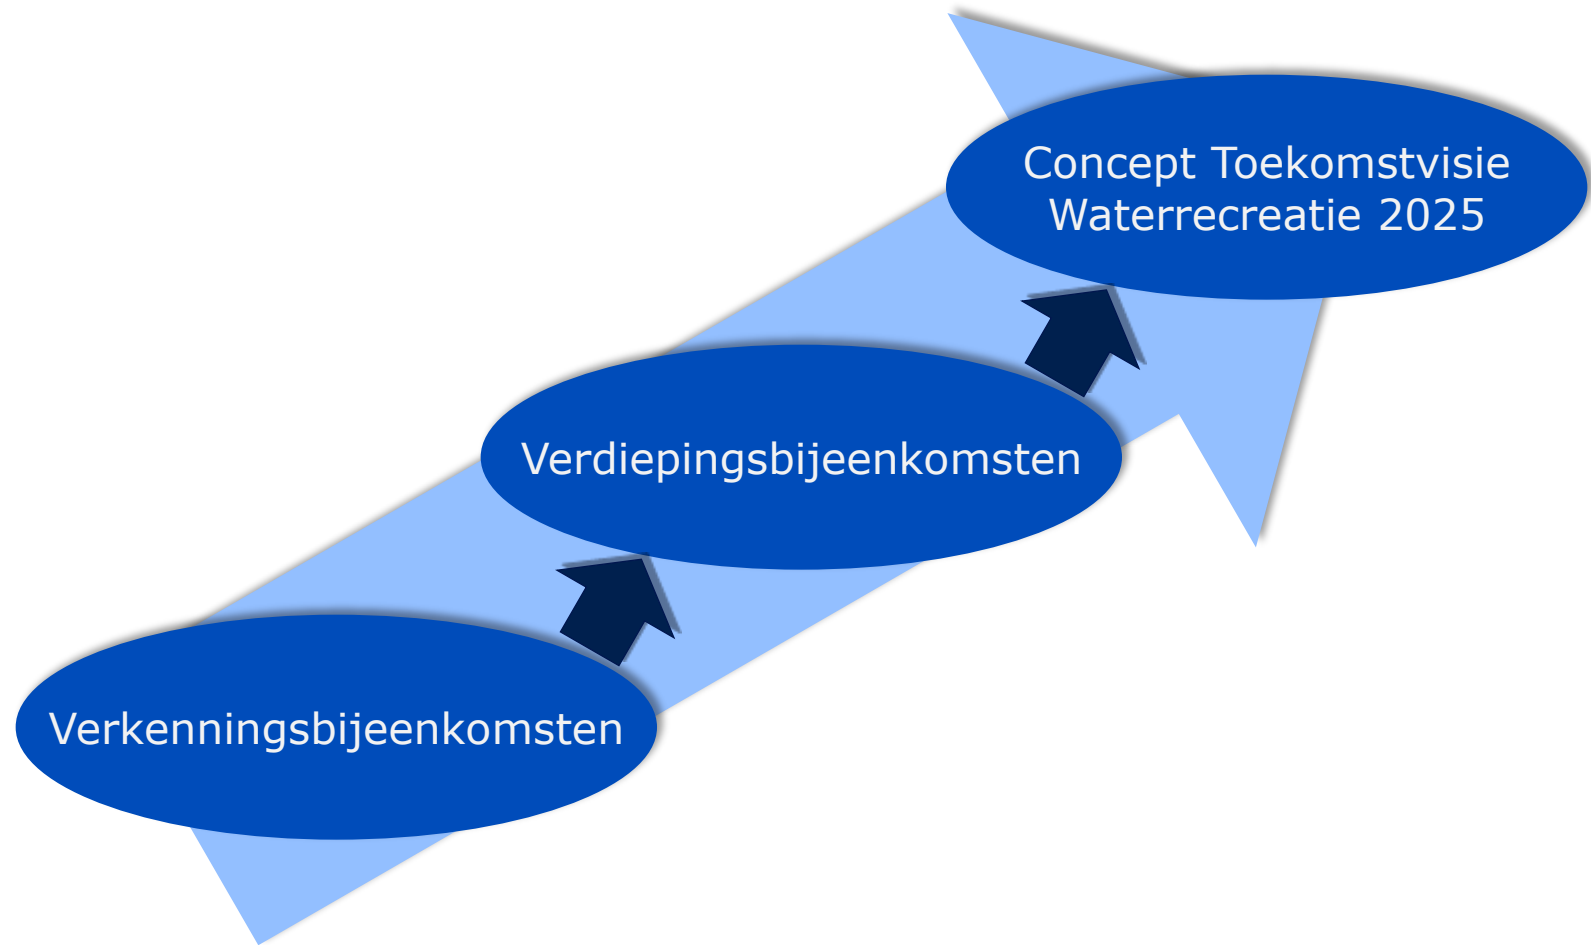 Concept Toekomstvisie
Waterrecreatie 2025
Verdiepingsbijeenkomsten
Verkenningsbijeenkomsten